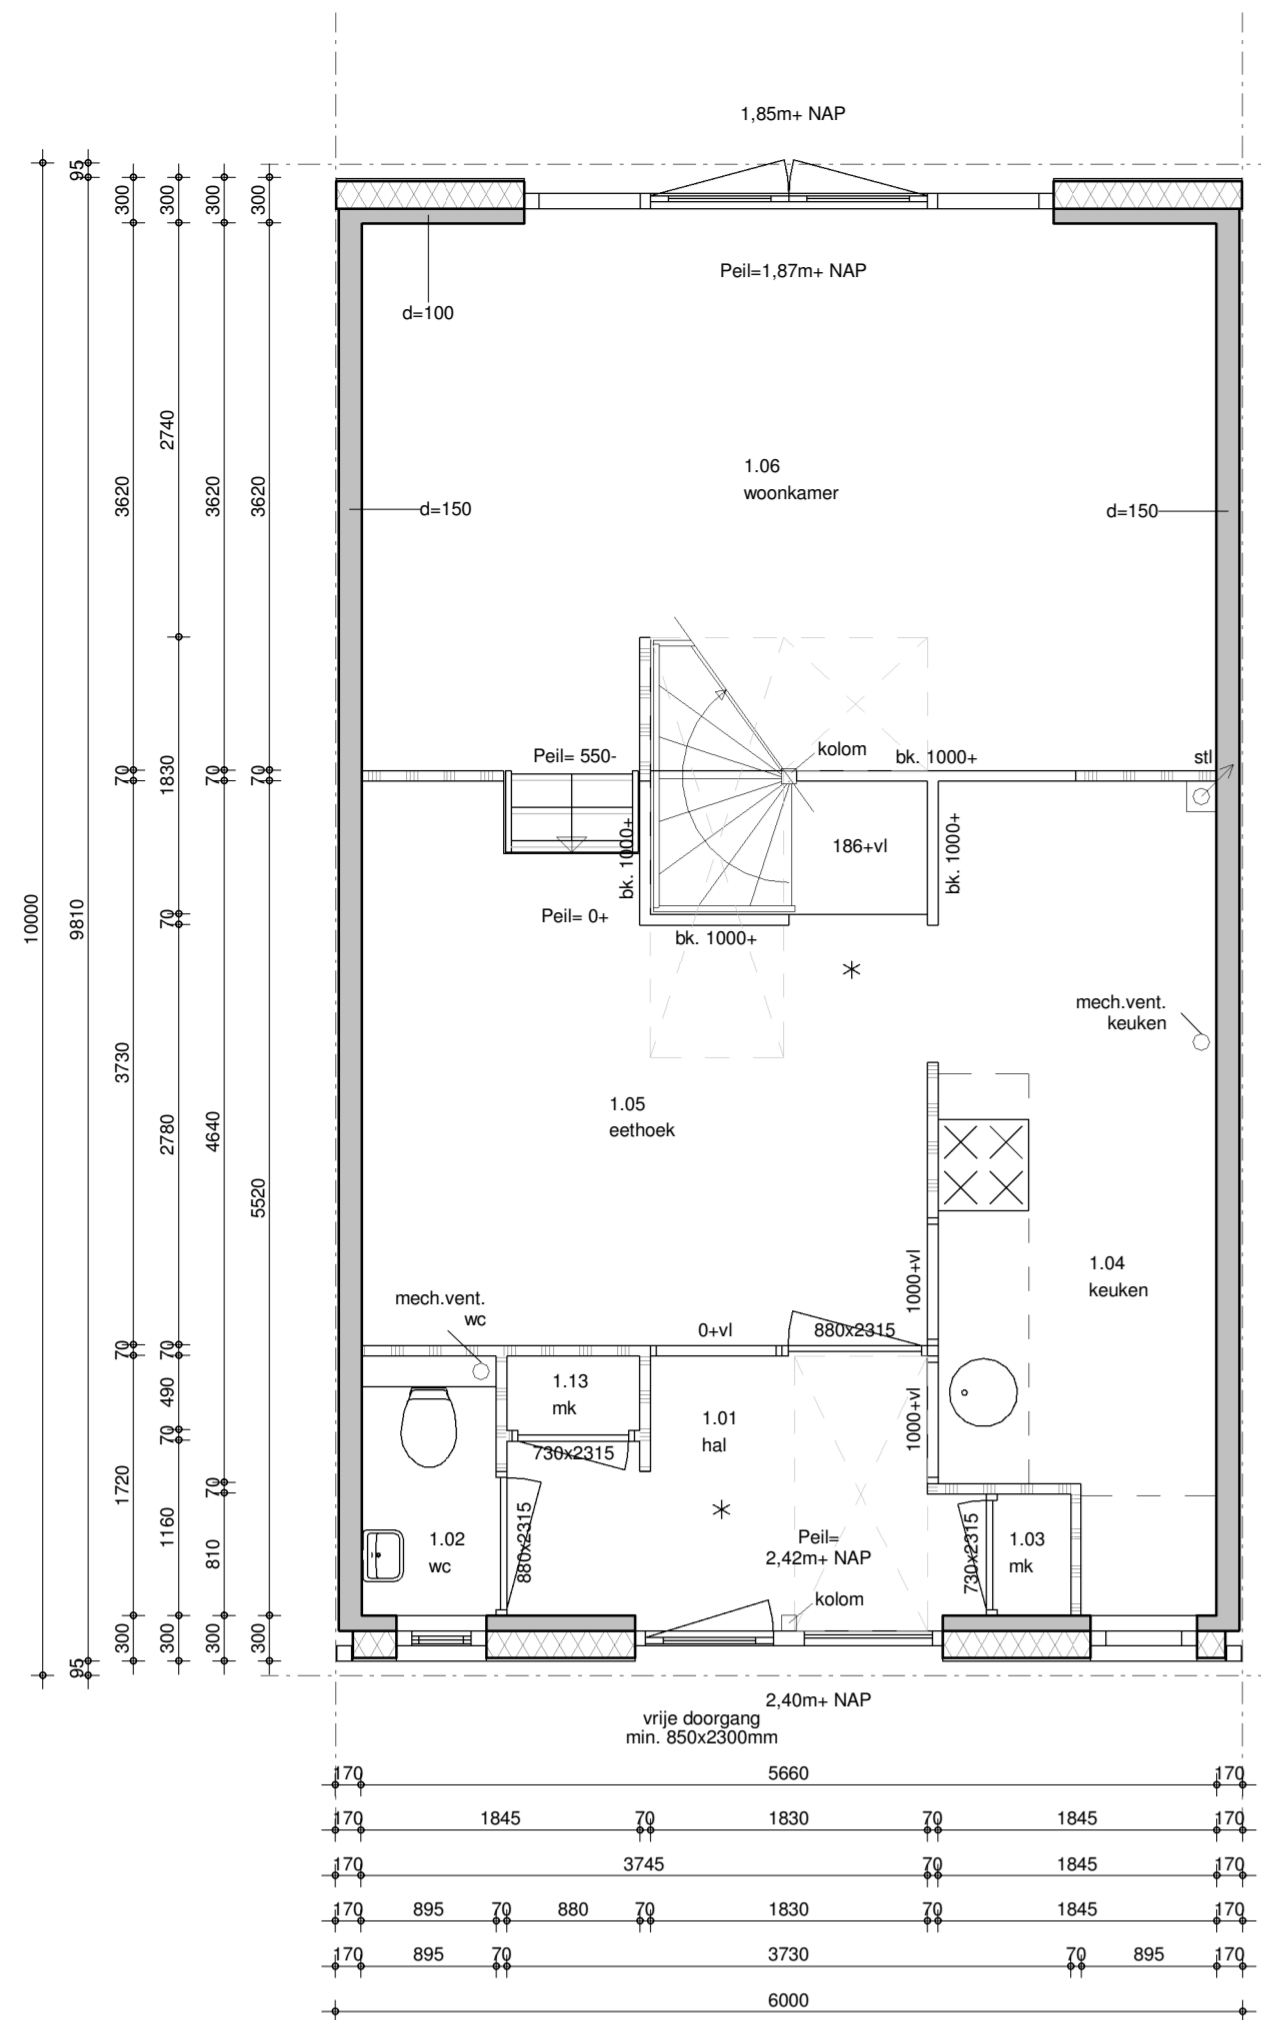 1,85m+ NAP
95
300
300
300
300
Peil=1,87m+ NAP
d=100
2740
1.06
woonkamer
3620
3620
3620
d=150
d=150
kolom
Peil= 550-
bk. 1000+
stl
70
1830
70
70
186+vl
bk. 1000+
bk. 1000+
10000
9810
70
Peil= 0+
bk. 1000+
mech.vent.
keuken
3730
2780
4640
5520
1.05
eethoek
1.04
keuken
1000+vl
mech.vent.
wc
0+vl
880x2315
70
70
490
1.13
mk
1.01
hal
1000+vl
70
730x2315
1720
70
1160
810
1.02
wc
880x2315
Peil=
2,42m+ NAP
730x2315
1.03
mk
kolom
300
300
300
300
95
2,40m+ NAP
vrije doorgang
min. 850x2300mm
170 5660 170
170 1845 70 1830 70 1845 170
170 3745 70 1845 170
170 895 70 880 70 1830 70 1845 170
170 895 70 3730 70 895 170
6000